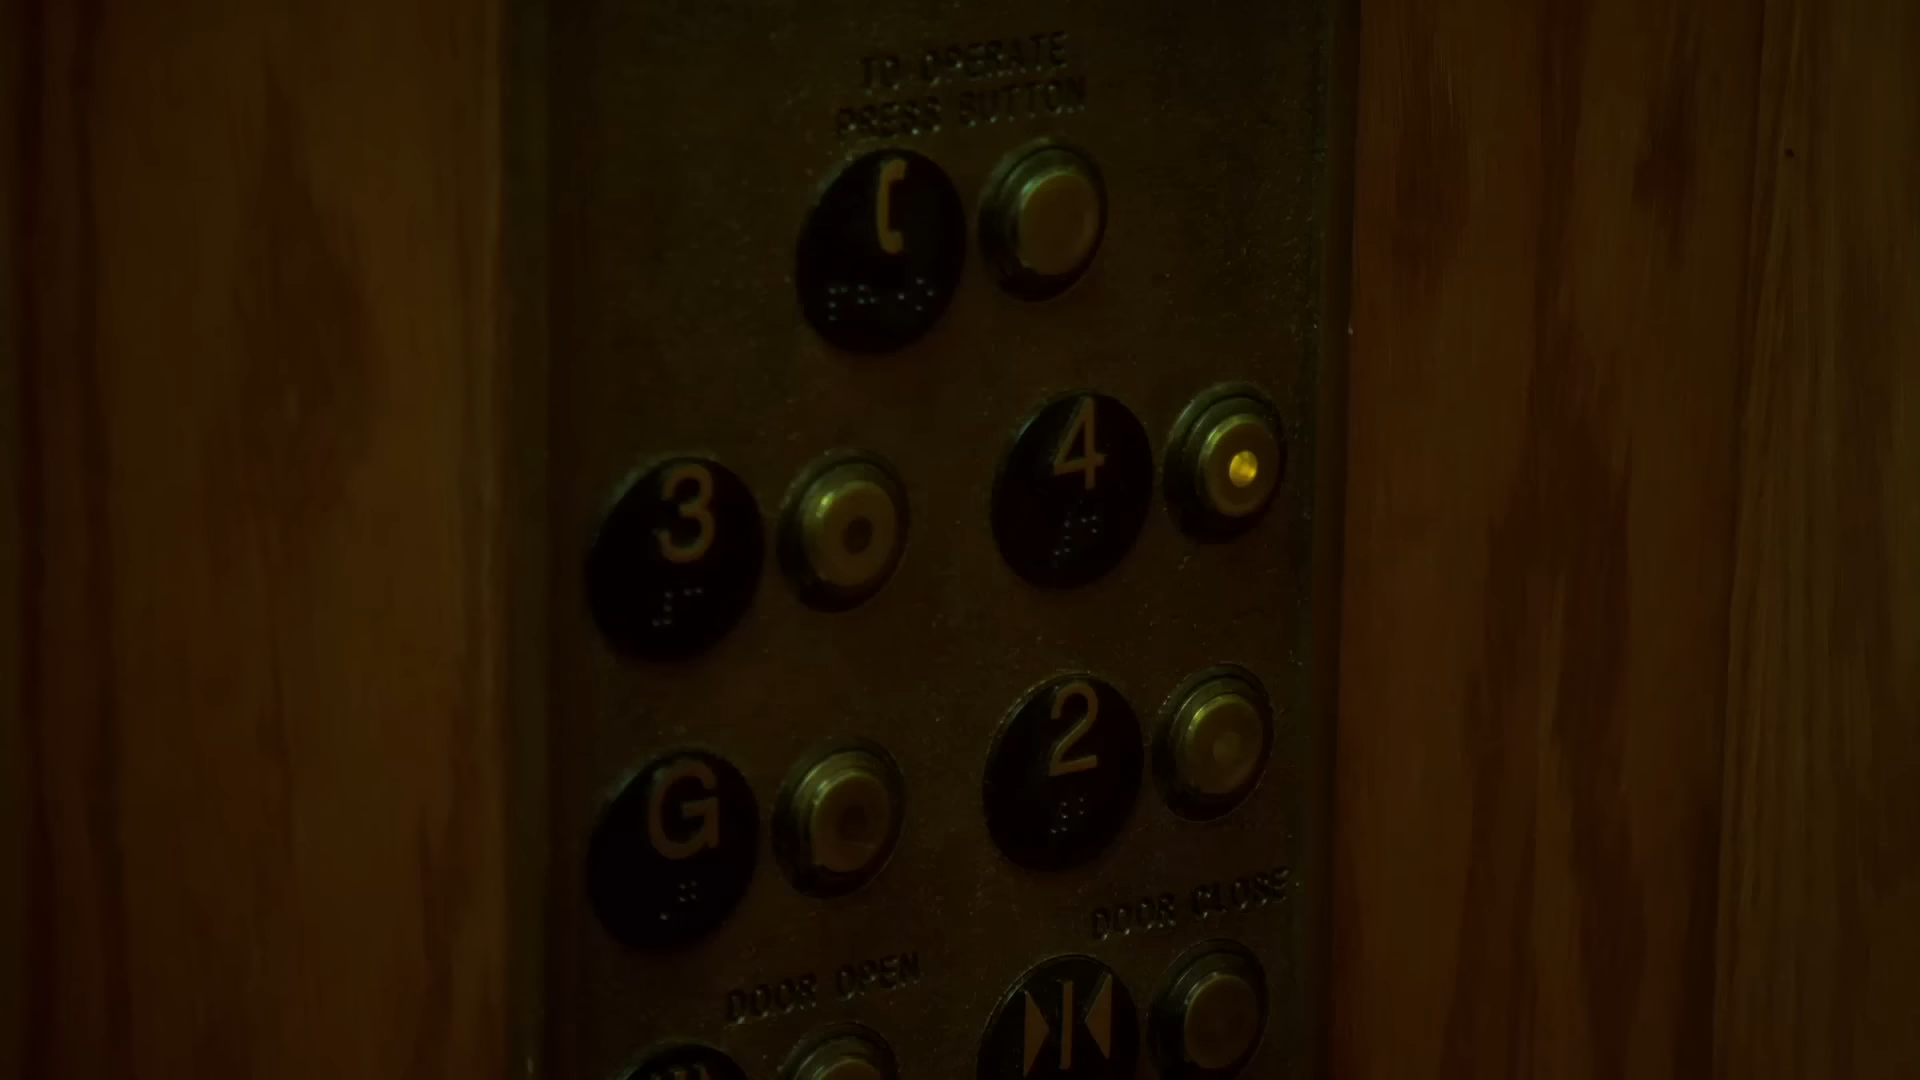 TO OPERATE
PRESS BUTTON
3
4
G
2
DOOR OPEN
DOOR CLOSE